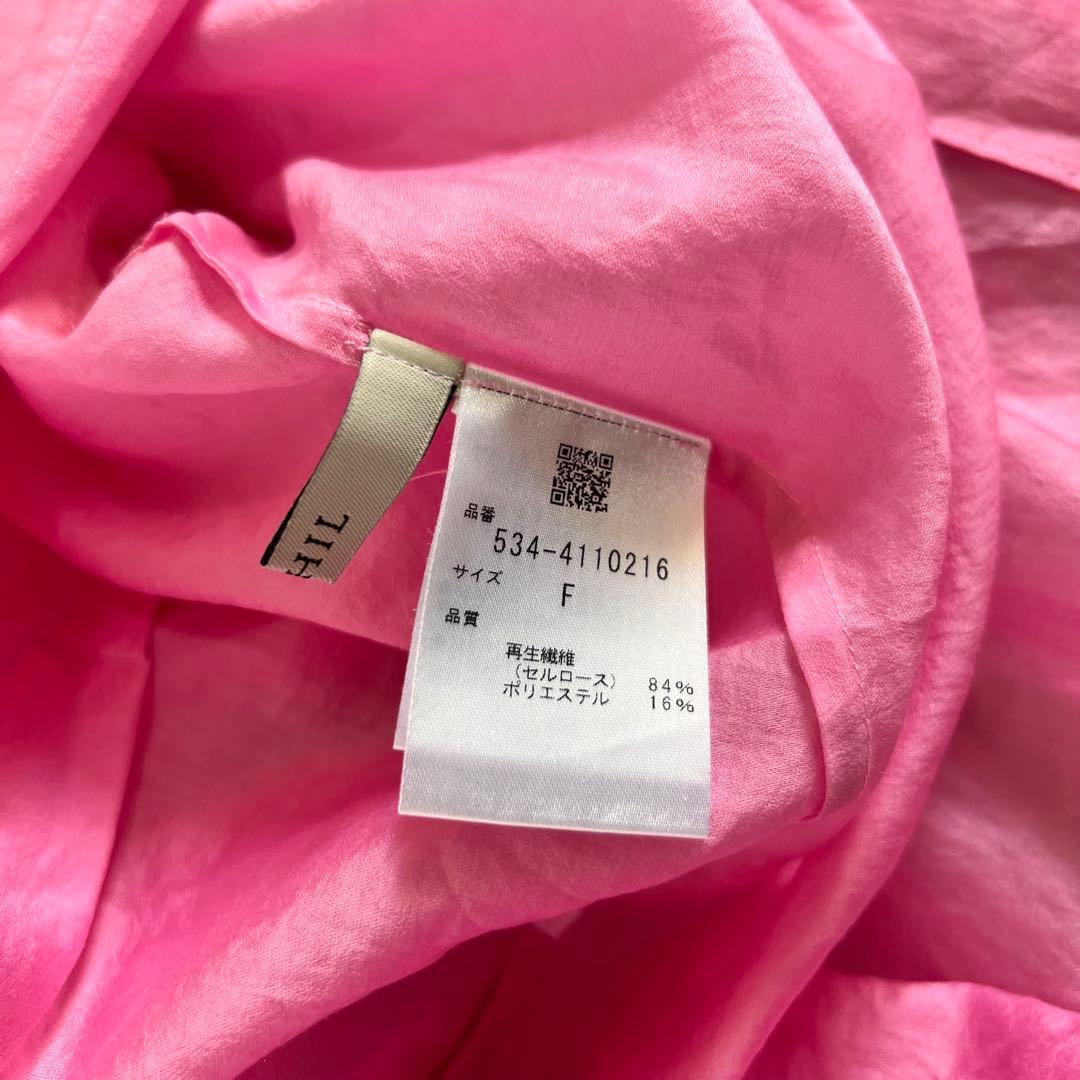 HIL
品番
534-4110216
サイズ
F
品質
再生繊維
(セルロース) 84%
ポリエステル 16%